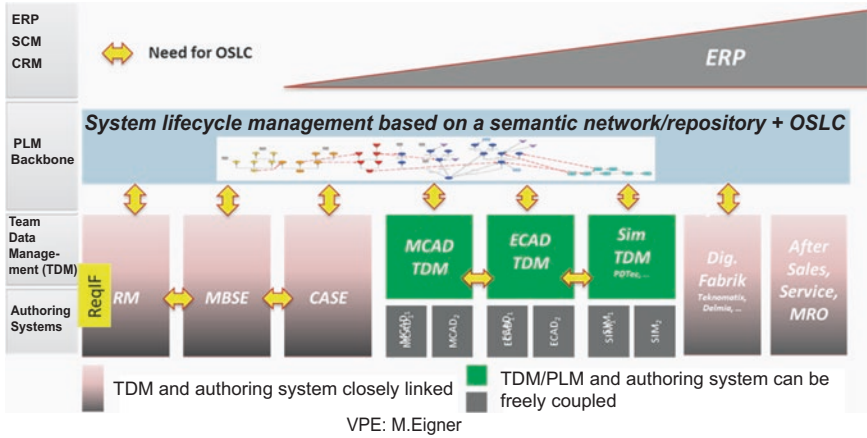 ERP
SCM
CRM
Need for OSLC
ERP
PLM
Backbone
System lifecycle management based on a semantic network/repository + OSLC
Team
Data
Manage-
ment (TDM)
Authoring
Systems
ReqIF
RM
MBSE
CASE
MCAD
TDM
ECAD
TDM
Sim
TDM
PDTec, ..
MCAD₁
MCAD₂
ECAD₁
ECAD₂
SIM₁
SIM₂
Dig.
Fabrik
Teknomatix,
Delmia, ..
After
Sales,
Service,
MRO
TDM and authoring system closely linked
TDM/PLM and authoring system can be
freely coupled
VPE: M.Eigner